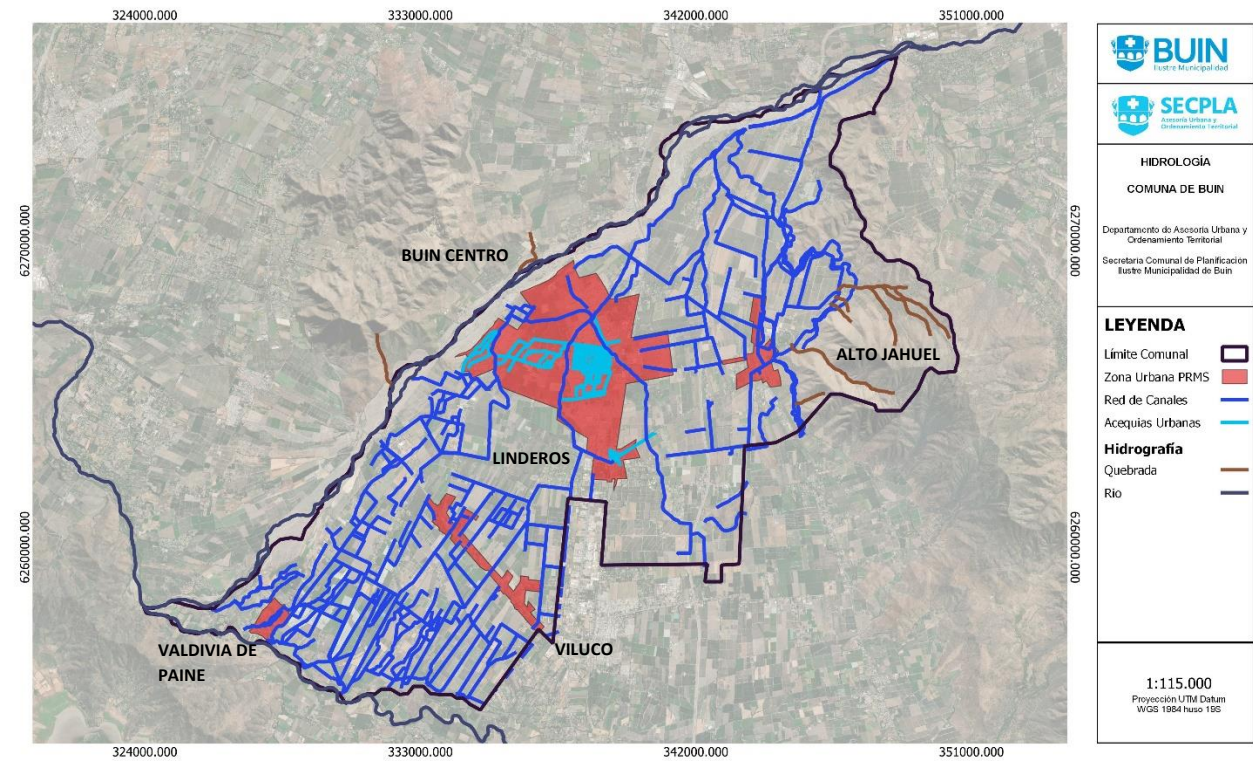 324000.000
333000.000
342000.000
351000.000
6270000.000
6260000.000
BUIN CENTRO
ALTO JAHUEL
LINDEROS
VALDIVIA DE
PAINE
VILUCO
6270000.000
6260000.000
324000.000
333000.000
342000.000
351000.000
BUIN
Ilustre Municipalidad
SECPLA
Asesoría Urbana y
Ordenamiento Territorial
HIDROLOGÍA
COMUNA DE BUIN
Departamento de Asesoría Urbana y
Ordenamiento Territorial
Secretaria Comunal de Planificación
Ilustre Municipalidad de Buin
LEYENDA
Límite Comunal
Zona Urbana PRMS
Red de Canales
Acequias Urbanas
Hidrografía
Quebrada
Rio
1:115.000
Proyección UTM Datum
WGS 1984 huso 19S